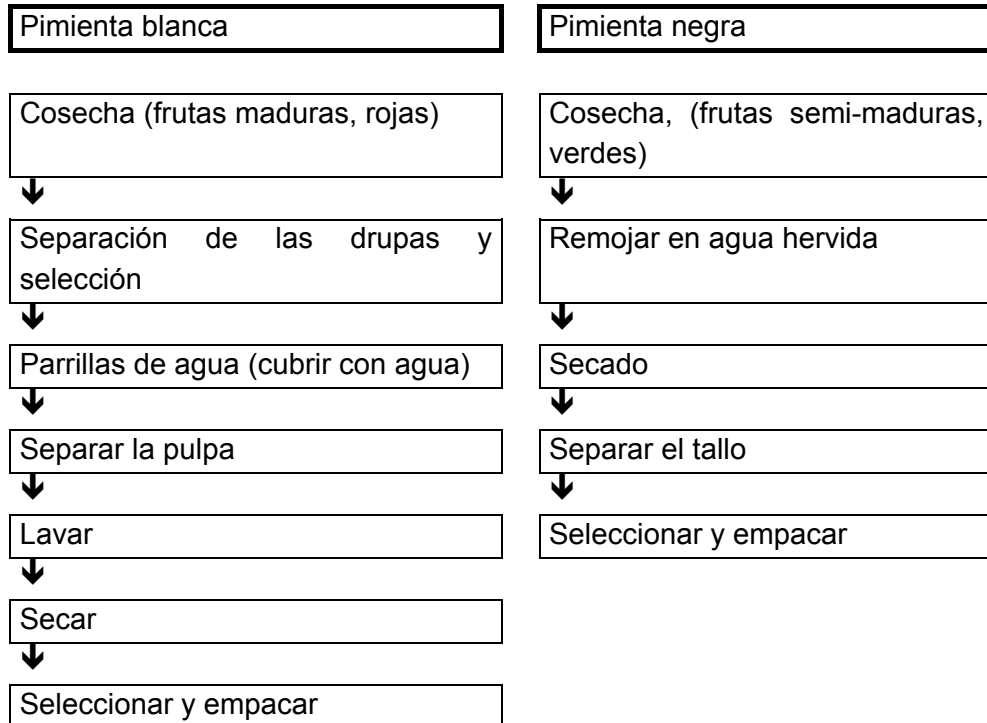 Pimienta blanca
Cosecha (frutas maduras, rojas)
Separación de las drupas y
selección
Parrillas de agua (cubrir con agua)
Separar la pulpa
Lavar
Secar
Seleccionar y empacar
Pimienta negra
Cosecha, (frutas semi-maduras,
verdes)
Remojar en agua hervida
Secado
Separar el tallo
Seleccionar y empacar